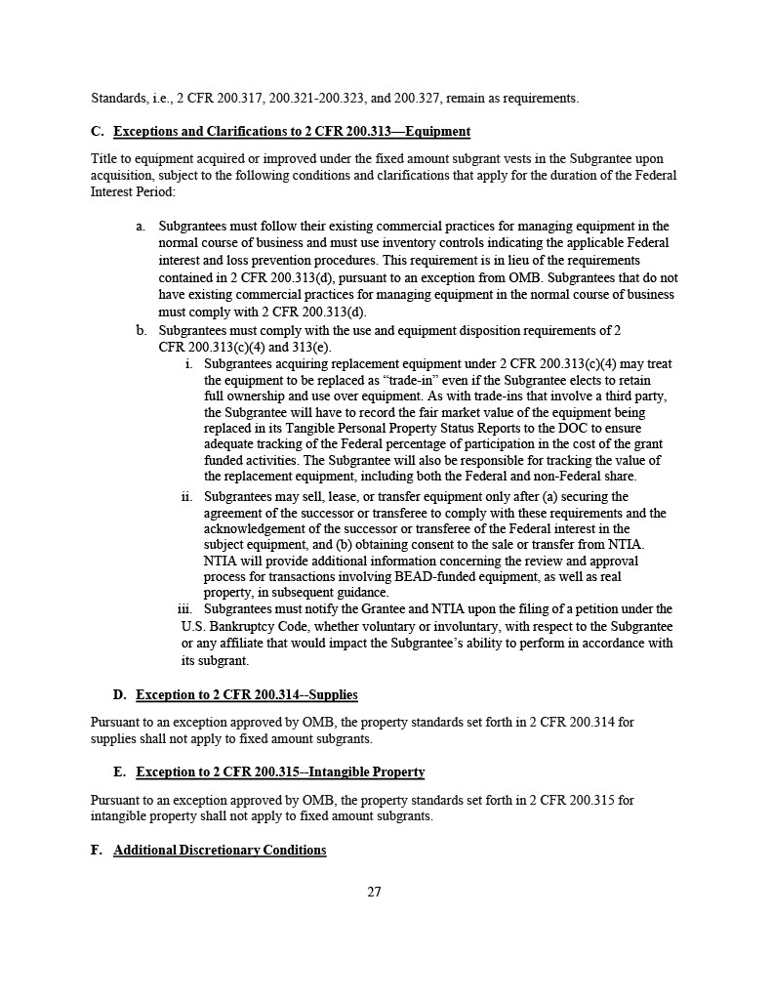 Standards, i.e., 2 CFR 200.317, 200.321-200.323, and 200.327, remain as requirements.
C. Exceptions and Clarifications to 2 CFR 200.313—Equipment
Title to equipment acquired or improved under the fixed amount subgrant vests in the Subgrantee upon
acquisition, subject to the following conditions and clarifications that apply for the duration of the Federal
Interest Period:
a. Subgrantees must follow their existing commercial practices for managing equipment in the
normal course of business and must use inventory controls indicating the applicable Federal
interest and loss prevention procedures. This requirement is in lieu of the requirements
contained in 2 CFR 200.313(d), pursuant to an exception from OMB. Subgrantees that do not
have existing commercial practices for managing equipment in the normal course of business
must comply with 2 CFR 200.313(d).
b. Subgrantees must comply with the use and equipment disposition requirements of 2
CFR 200.313(c)(4) and 313(e).
i. Subgrantees acquiring replacement equipment under 2 CFR 200.313(c)(4) may treat
the equipment to be replaced as “trade-in” even if the Subgrantee elects to retain
full ownership and use over equipment. As with trade-ins that involve a third party,
the Subgrantee will have to record the fair market value of the equipment being
replaced in its Tangible Personal Property Status Reports to the DOC to ensure
adequate tracking of the Federal percentage of participation in the cost of the grant
funded activities. The Subgrantee will also be responsible for tracking the value of
the replacement equipment, including both the Federal and non-Federal share.
ii. Subgrantees may sell, lease, or transfer equipment only after (a) securing the
agreement of the successor or transferee to comply with these requirements and the
acknowledgement of the successor or transferee of the Federal interest in the
subject equipment, and (b) obtaining consent to the sale or transfer from NTIA.
NTIA will provide additional information concerning the review and approval
process for transactions involving BEAD-funded equipment, as well as real
property, in subsequent guidance.
iii. Subgrantees must notify the Grantee and NTIA upon the filing of a petition under the
U.S. Bankruptcy Code, whether voluntary or involuntary, with respect to the Subgrantee
or any affiliate that would impact the Subgrantee’s ability to perform in accordance with
its subgrant.
D. Exception to 2 CFR 200.314--Supplies
Pursuant to an exception approved by OMB, the property standards set forth in 2 CFR 200.314 for
supplies shall not apply to fixed amount subgrants.
E. Exception to 2 CFR 200.315--Intangible Property
Pursuant to an exception approved by OMB, the property standards set forth in 2 CFR 200.315 for
intangible property shall not apply to fixed amount subgrants.
F. Additional Discretionary Conditions
27